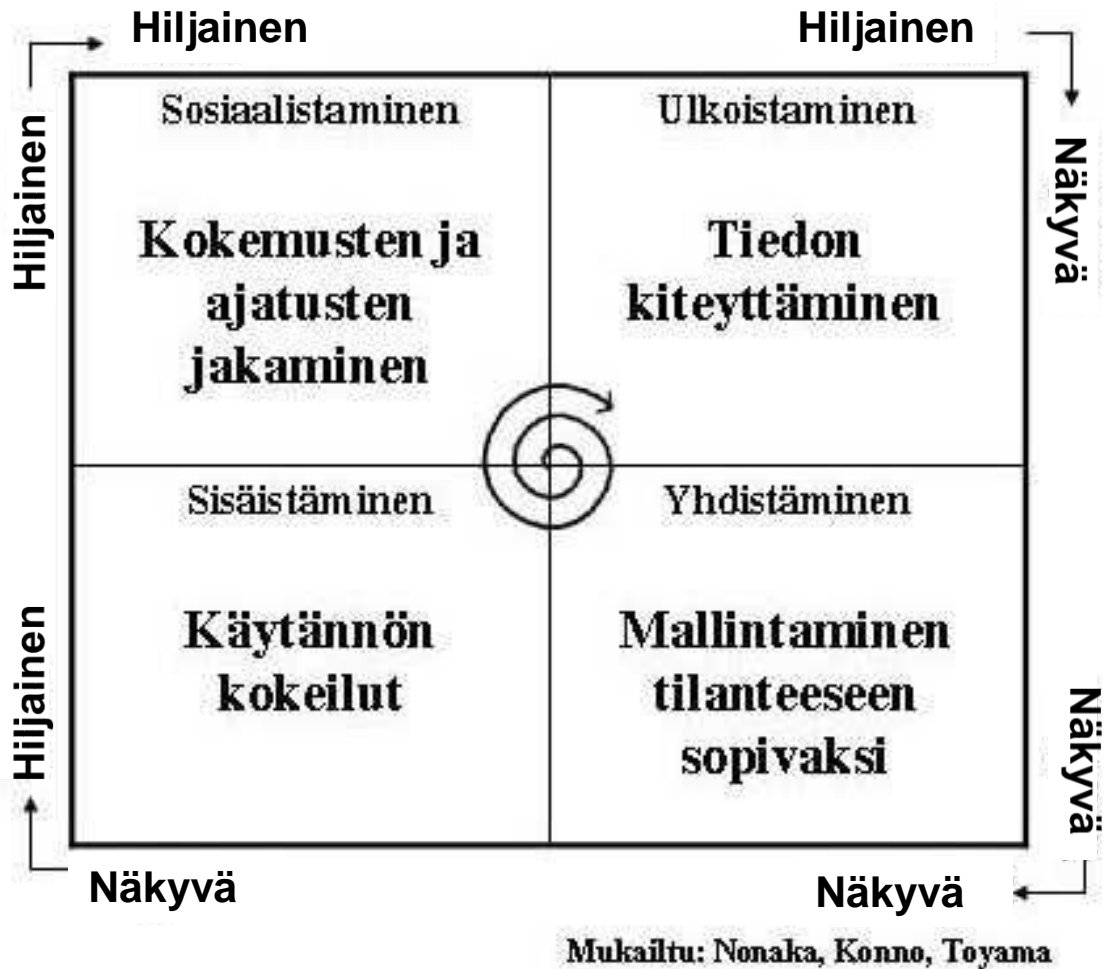 Hiljainen
Hiljainen
Hiljainen
Näkyvä
Sosiaalistaminen
Kokemusten ja
ajatusten
jakaminen
Ulkoistaminen
Tiedon
kiteyttäminen
Sisäistäminen
Käytännön
kokeilut
Yhdistäminen
Mallintaminen
tilanteeseen
sopivaksi
Hiljainen
Näkyvä
Näkyvä
Näkyvä
Mukailtu: Nonaka, Konno, Toyama